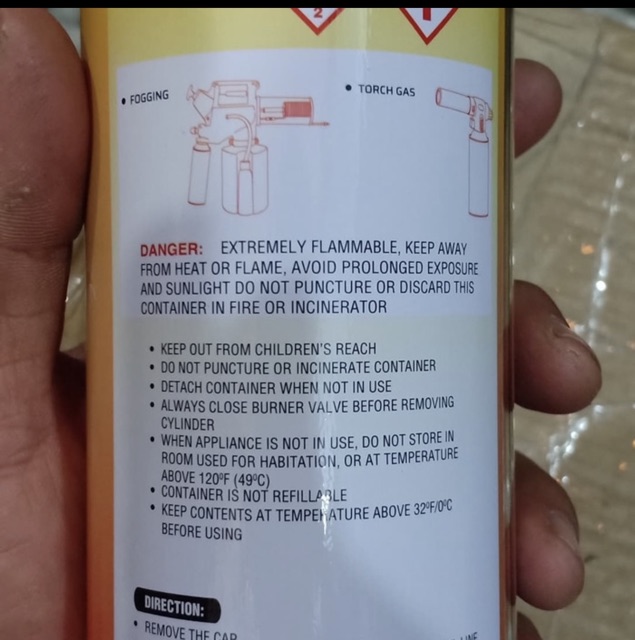 2
1
• FOGGING
• TORCH GAS
DANGER: EXTREMELY FLAMMABLE, KEEP AWAY
FROM HEAT OR FLAME, AVOID PROLONGED EXPOSURE
AND SUNLIGHT DO NOT PUNCTURE OR DISCARD THIS
CONTAINER IN FIRE OR INCINERATOR
• KEEP OUT FROM CHILDREN'S REACH
• DO NOT PUNCTURE OR INCINERATE CONTAINER
• DETACH CONTAINER WHEN NOT IN USE
• ALWAYS CLOSE BURNER VALVE BEFORE REMOVING
CYLINDER
• WHEN APPLIANCE IS NOT IN USE, DO NOT STORE IN
ROOM USED FOR HABITATION, OR AT TEMPERATURE
ABOVE 120ºF (49ºC)
• CONTAINER IS NOT REFILLABLE
• KEEP CONTENTS AT TEMPERATURE ABOVE 32ºF/0ºC
BEFORE USING
DIRECTION:
• REMOVE THE CAP
LINE